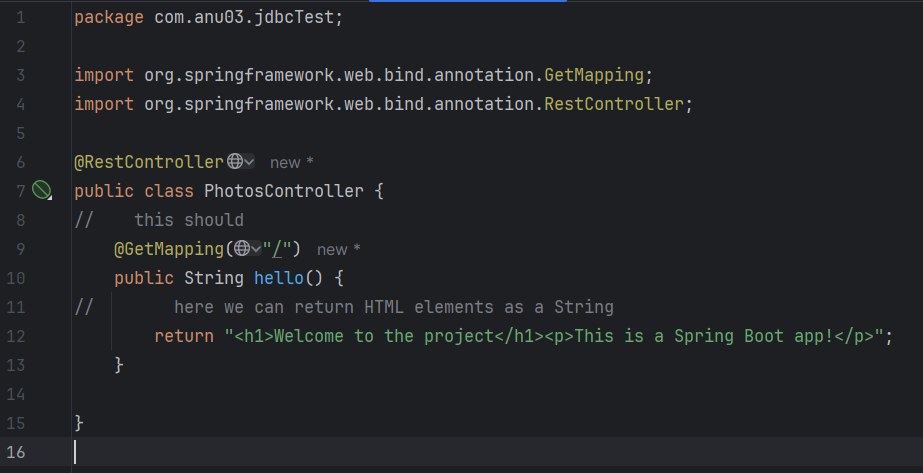 1 package com.anu03.jdbcTest;
2
3 import org.springframework.web.bind.annotation.GetMapping;
4 import org.springframework.web.bind.annotation.RestController;
5
6 @RestController new *
7 public class PhotosController {
8 //    this should
9     @GetMapping("/") new *
10     public String hello() {
11 //        here we can return HTML elements as a String
12         return "<h1>Welcome to the project</h1><p>This is a Spring Boot app!</p>";
13     }
14
15 }
16